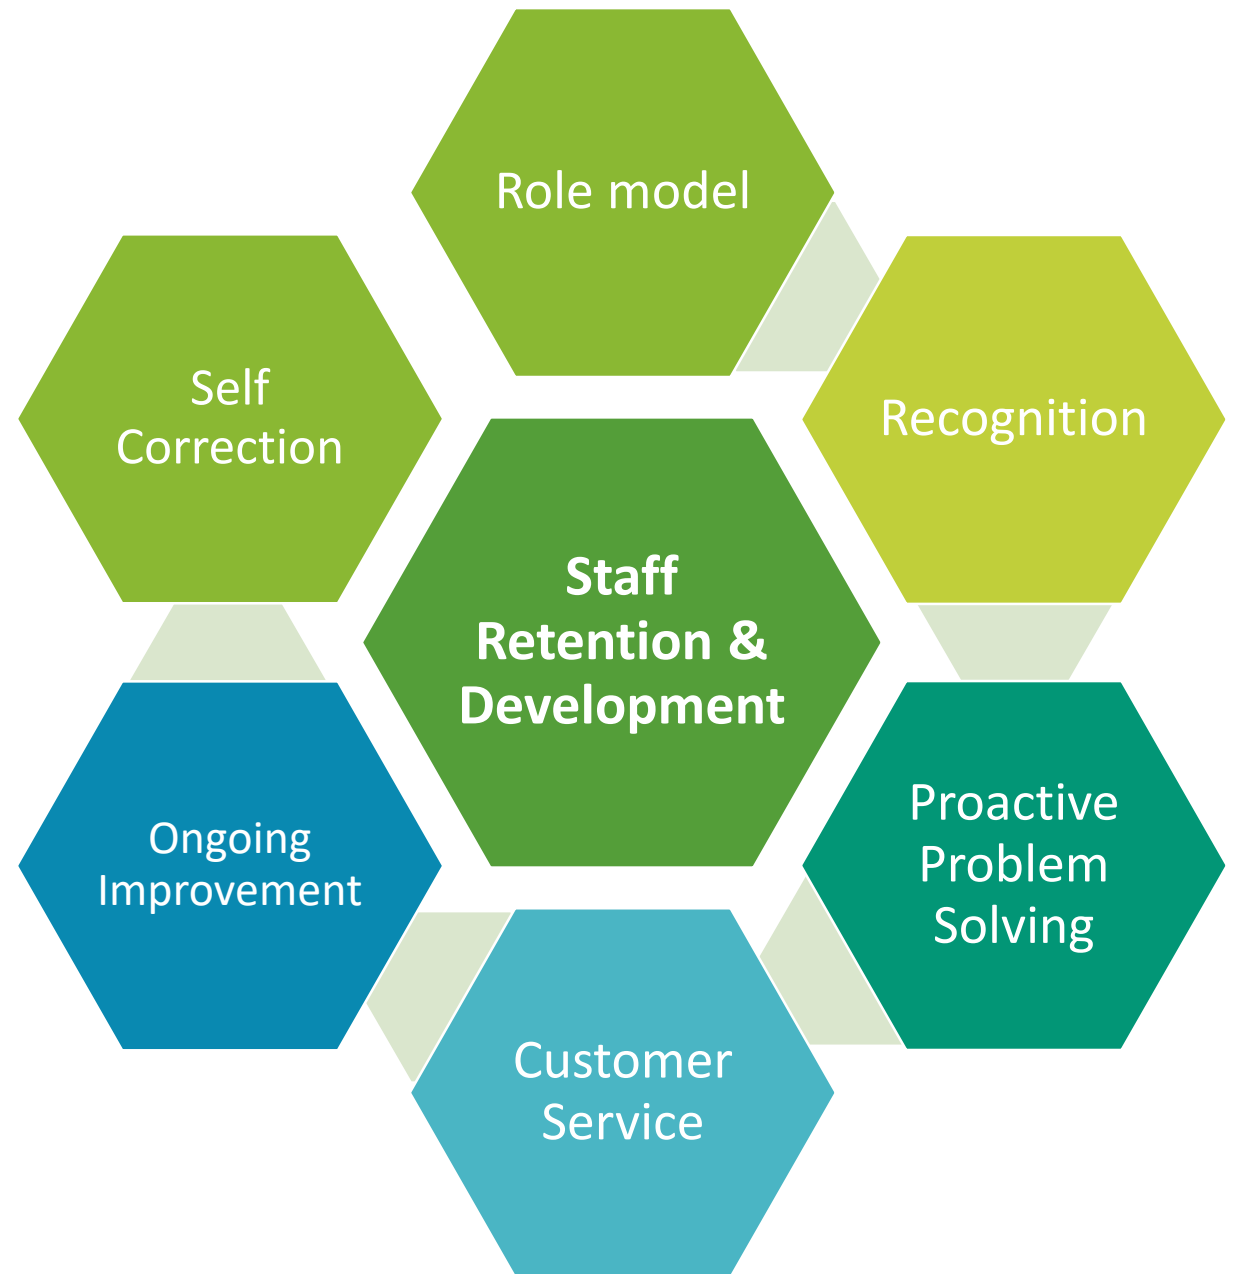 Role model
Recognition
Self
Correction
Staff
Retention &
Development
Proactive
Problem
Solving
Ongoing
Improvement
Customer
Service